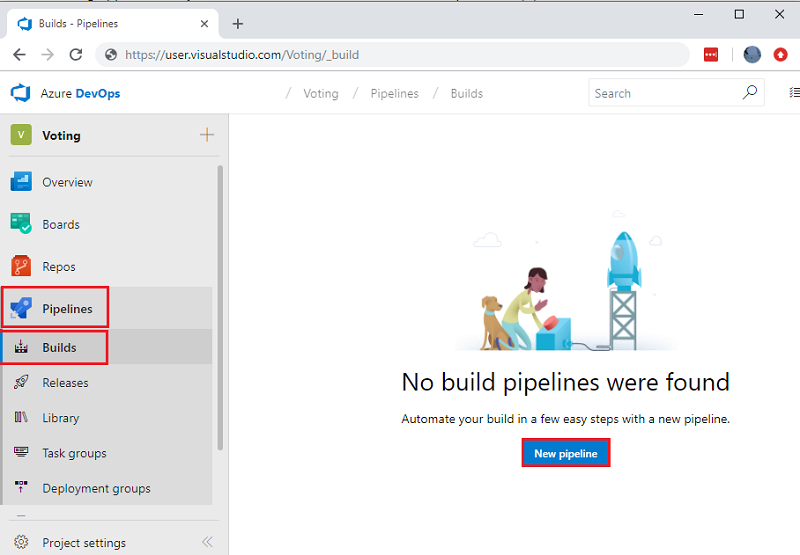 Builds - Pipelines
https://user.visualstudio.com/Voting/_build
Azure DevOps / Voting / Pipelines / Builds Search
V Voting
Overview
Boards
Repos
Pipelines
Builds
Releases
Library
Task groups
Deployment groups
Project settings
No build pipelines were found
Automate your build in a few easy steps with a new pipeline.
New pipeline